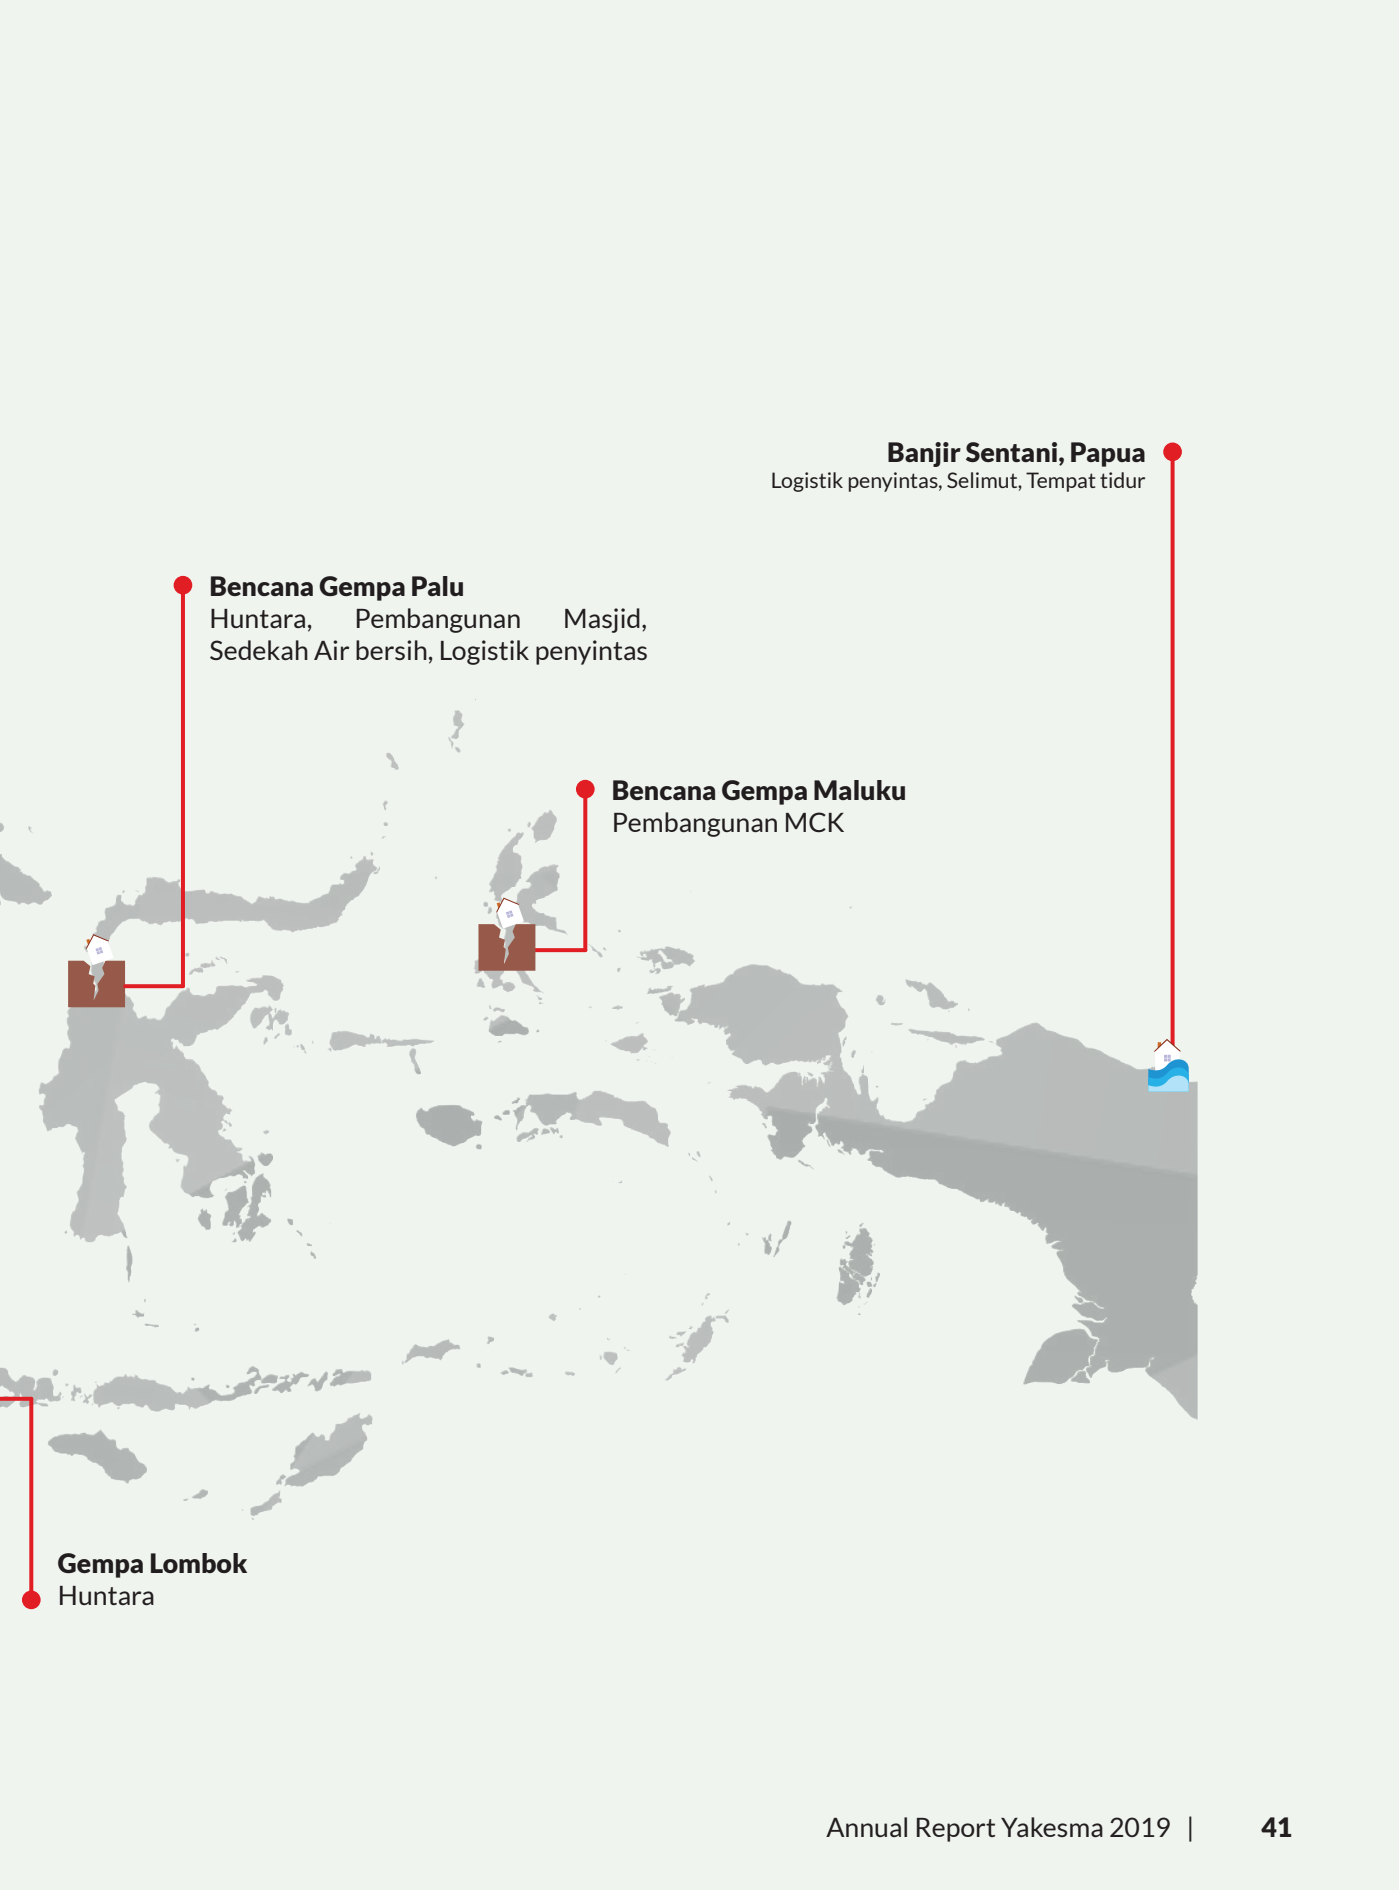 Banjir Sentani, Papua
Logistik penyintas, Selimut, Tempat tidur
Bencana Gempa Palu
Huntara, Pembangunan Masjid,
Sedekah Air bersih, Logistik penyintas
Bencana Gempa Maluku
Pembangunan MCK
Gempa Lombok
Huntara
Annual Report Yakesma 2019 | 41